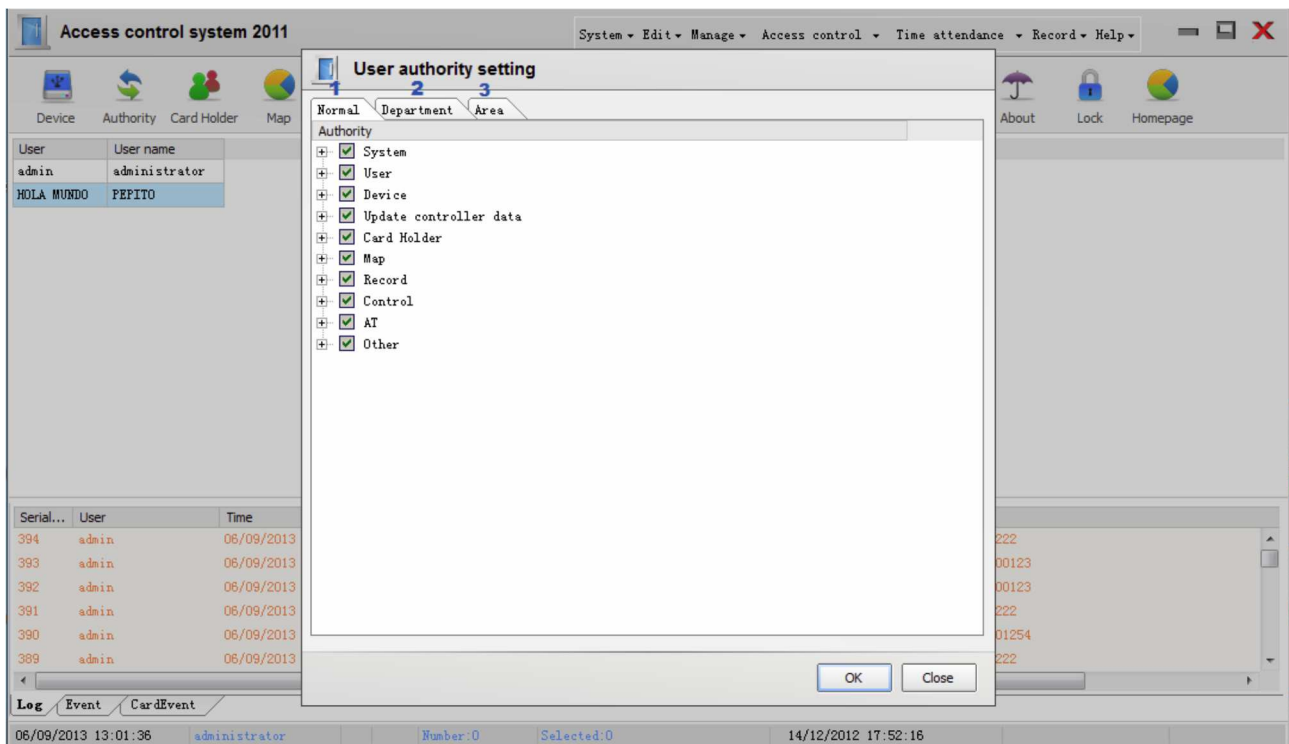 Access control system 2011
System Edit Manage Access control Time attendance Record Help
User authority setting
1 2 3
Device Authority Card Holder Map About Lock Homepage
Normal Department Area
Authority
User User name
admin administrator
HOLA MUNDO PEPITO
System
User
Device
Update controller data
Card Holder
Map
Record
Control
AT
Other
Serial... User Time
394 admin 06/09/2013 222
393 admin 06/09/2013 00123
392 admin 06/09/2013 00123
391 admin 06/09/2013 222
390 admin 06/09/2013 01254
389 admin 06/09/2013 222
OK Close
Log Event CardEvent
06/09/2013 13:01:36 administrator Number:0 Selected:0 14/12/2012 17:52:16